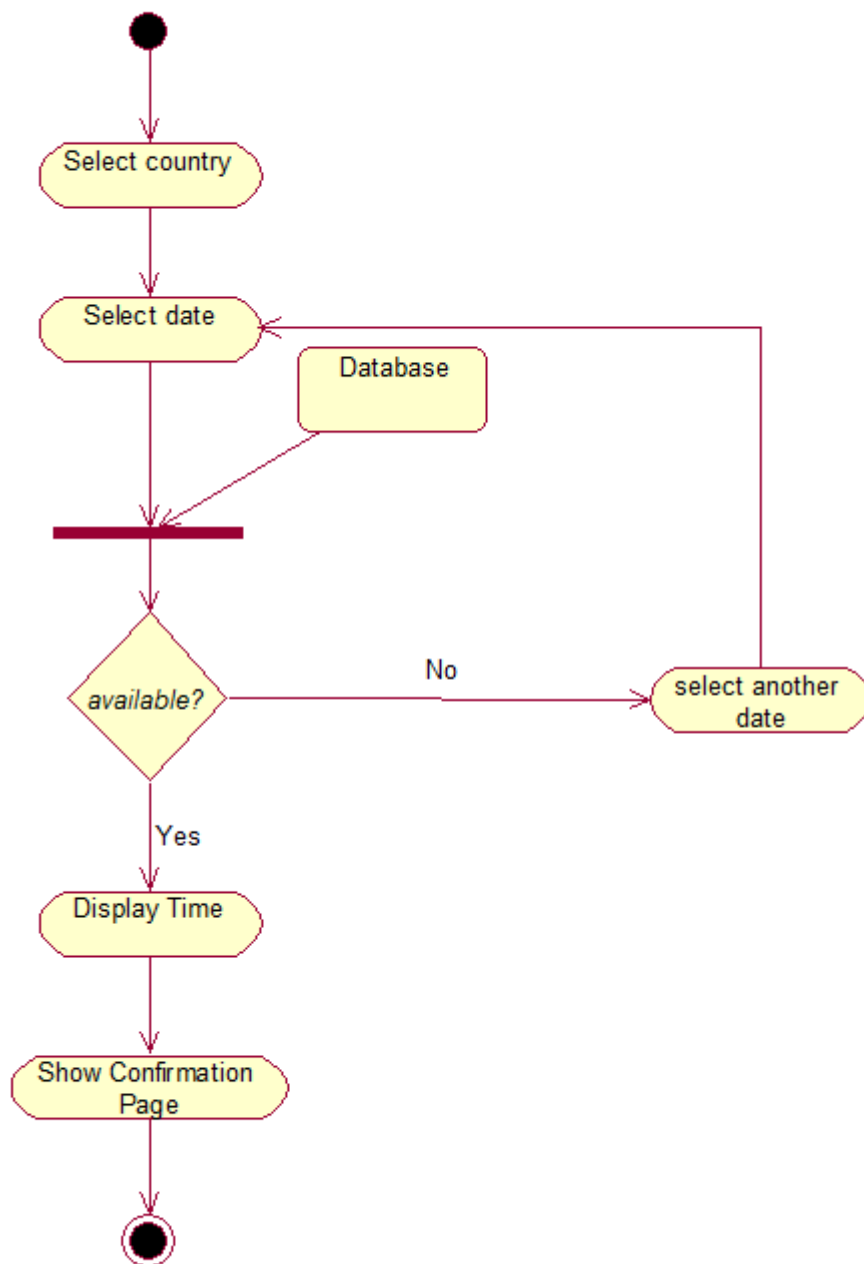 Select country
Select date
Database
available?
No
select another
date
Yes
Display Time
Show Confirmation
Page